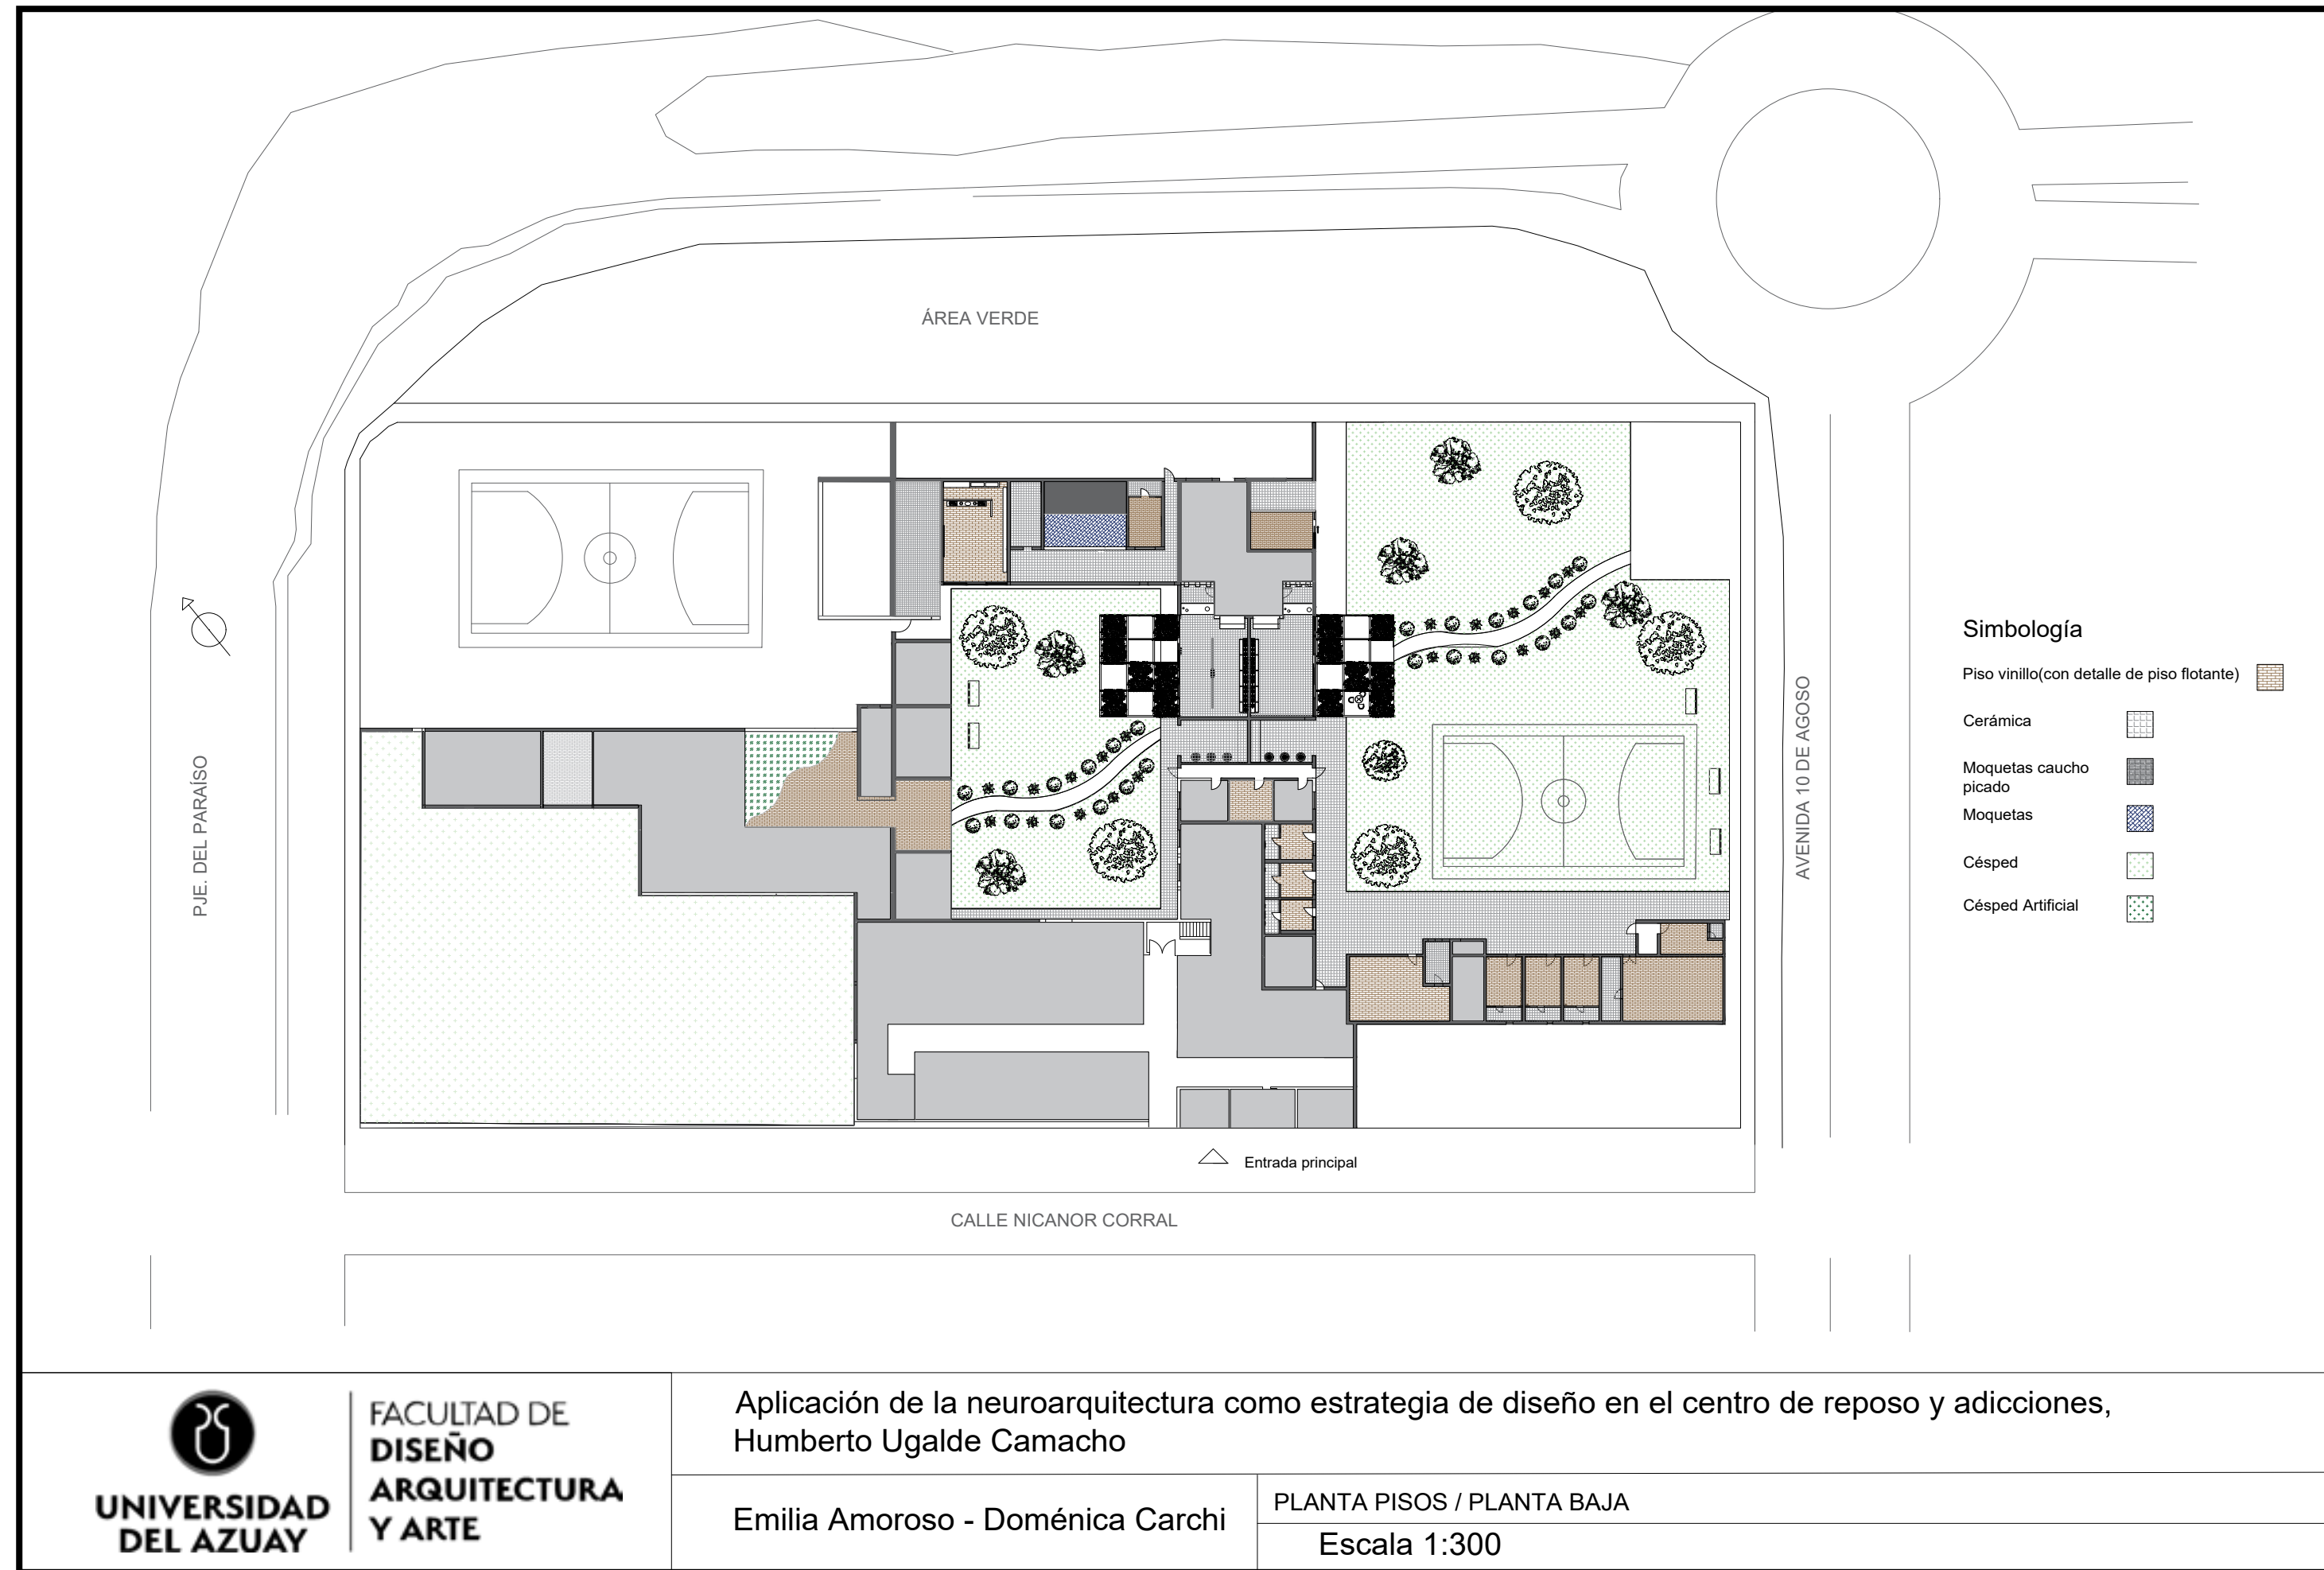 ÁREA VERDE
PJE. DEL PARAÍSO
AVENIDA 10 DE AGOSO
Simbología
Piso vinillo(con detalle de piso flotante)
Cerámica
Moquetas caucho
picado
Moquetas
Césped
Césped Artificial
Entrada principal
CALLE NICANOR CORRAL
UNIVERSIDAD
DEL AZUAY
FACULTAD DE
DISEÑO
ARQUITECTURA
Y ARTE
Aplicación de la neuroarquitectura como estrategia de diseño en el centro de reposo y adicciones,
Humberto Ugalde Camacho
Emilia Amoroso - Doménica Carchi
PLANTA PISOS / PLANTA BAJA
Escala 1:300